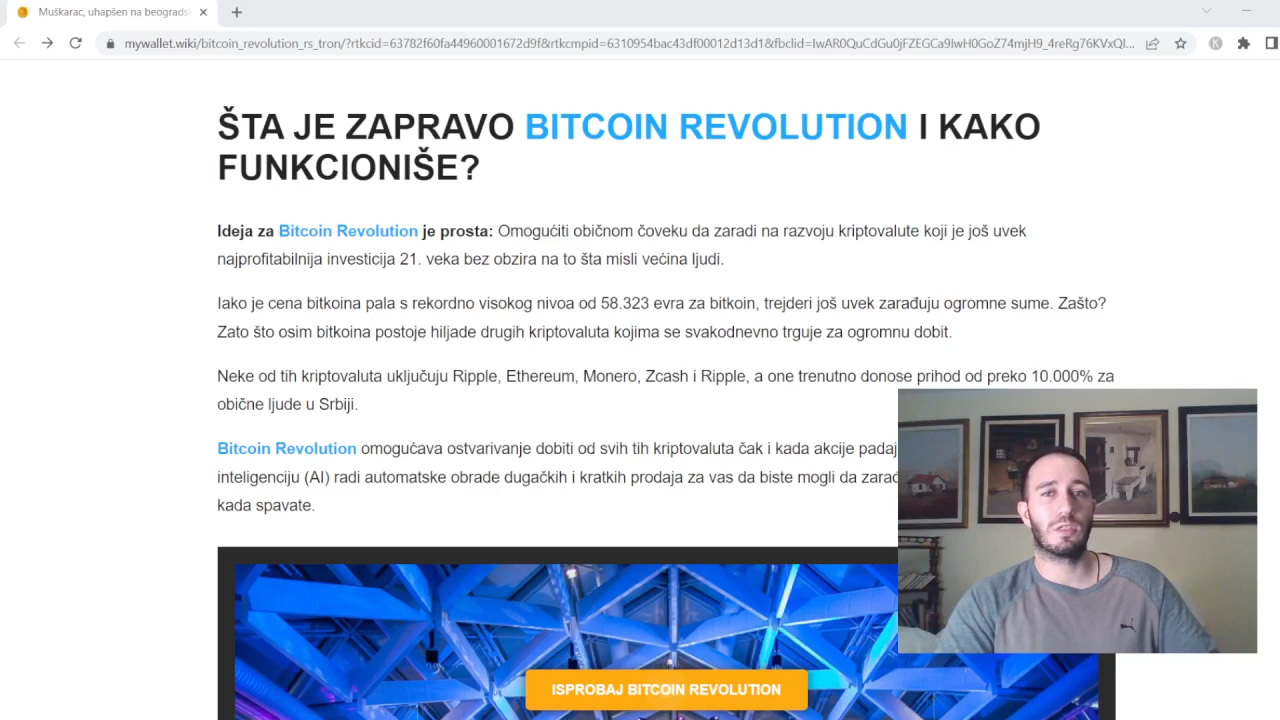 Muškarac, uhapšen na beogradsk
mywallet.wiki/bitcoin_revolution_rs_tron/?rtkcid=63782f60fa44960001672d9f&rtkcmpid=6310954bac43df00012d13d1&fbclid=IwAR0QuCdGu0jFZEGCa9IwH0GoZ74mjH9_4reRg76KVxQI...
ŠTA JE ZAPRAVO BITCOIN REVOLUTION I KAKO
FUNKCIONIŠE?
Ideja za Bitcoin Revolution je prosta: Omogućiti običnom čoveku da zaradi na razvoju kriptovalute koji je još uvek
najprofitabilnija investicija 21. veka bez obzira na to šta misli većina ljudi.
Iako je cena bitkoina pala s rekordno visokog nivoa od 58.323 evra za bitkoin, trejderi još uvek zarađuju ogromne sume. Zašto?
Zato što osim bitkoina postoje hiljade drugih kriptovaluta kojima se svakodnevno trguje za ogromnu dobit.
Neke od tih kriptovaluta uključuju Ripple, Ethereum, Monero, Zcash i Ripple, a one trenutno donose prihod od preko 10.000% za
obične ljude u Srbiji.
Bitcoin Revolution omogućava ostvarivanje dobiti od svih tih kriptovaluta čak i kada akcije padaj
inteligenciju (AI) radi automatske obrade dugačkih i kratkih prodaja za vas da biste mogli da zarađ
kada spavate.
ISPROBAJ BITCOIN REVOLUTION